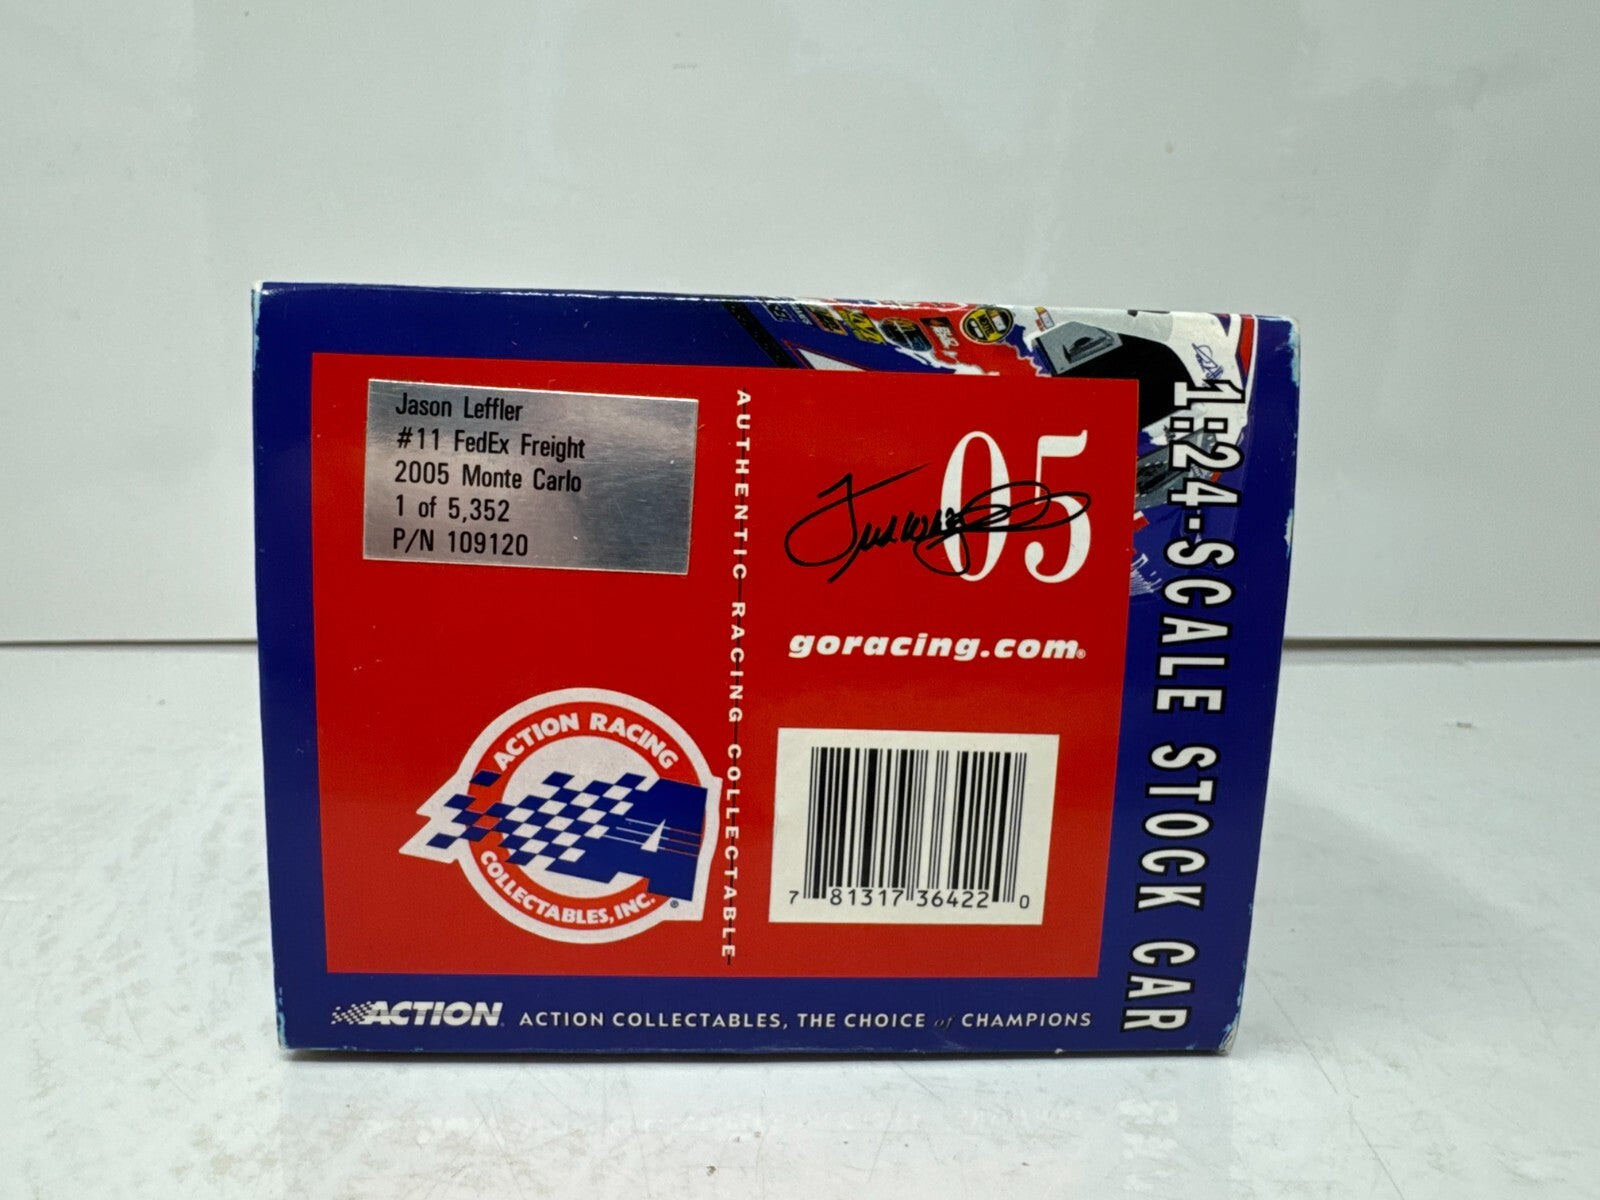 Jason Leffler
#11 FedEx Freight
2005 Monte Carlo
1 of 5,352
P/N 109120
AUTHENTIC RACING COLLECTABLE
05
goracing.com®
ACTION RACING
COLLECTABLES, INC.®
7 81317 36422 0
1:24-SCALE STOCK CAR
ACTION
ACTION COLLECTABLES, THE CHOICE of CHAMPIONS